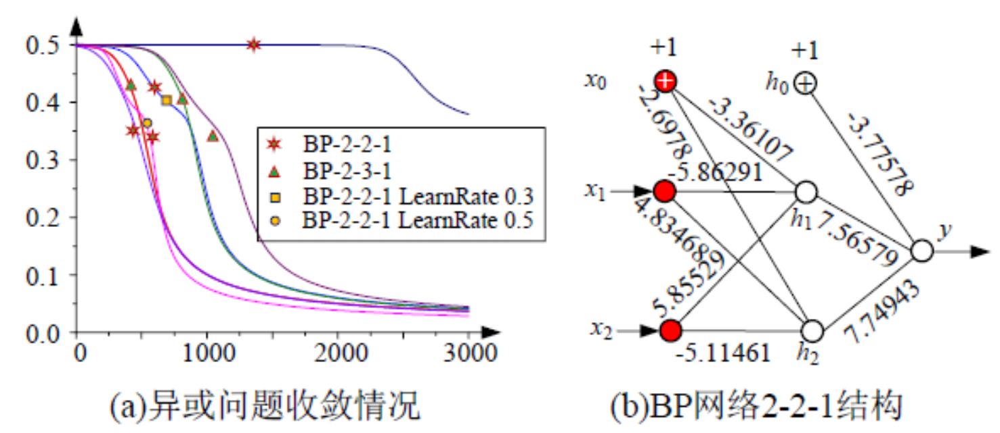 0.5
0.4
0.3
0.2
0.1
0.0
0
1000
2000
3000
BP-2-2-1
BP-2-3-1
BP-2-2-1 LearnRate 0.3
BP-2-2-1 LearnRate 0.5
(a)异或问题收敛情况
+1
+1
x0
h0
-2.6978
-3.36107
-3.77578
x1
-5.86291
h1
7.56579
y
4.834689
5.85529
x2
-5.11461
h2
7.74943
(b)BP网络2-2-1结构